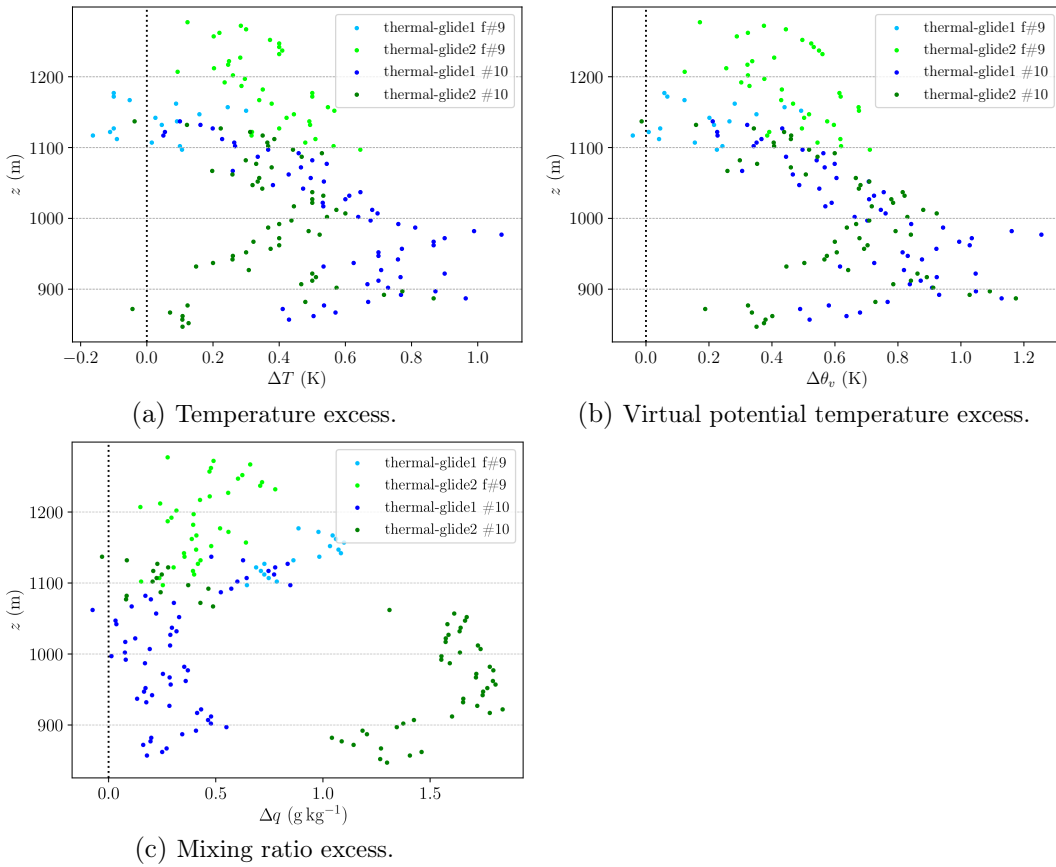 thermal-glide1 f#9
thermal-glide2 f#9
thermal-glide1 #10
thermal-glide2 #10
1200
1100
1000
900
z (m)
−0.2 0.0 0.2 0.4 0.6 0.8 1.0
ΔT (K)
(a) Temperature excess.
thermal-glide1 f#9
thermal-glide2 f#9
thermal-glide1 #10
thermal-glide2 #10
1200
1100
1000
900
z (m)
0.0 0.2 0.4 0.6 0.8 1.0 1.2
Δθv (K)
(b) Virtual potential temperature excess.
thermal-glide1 f#9
thermal-glide2 f#9
thermal-glide1 #10
thermal-glide2 #10
1200
1100
1000
900
z (m)
0.0 0.5 1.0 1.5
Δq (g kg⁻¹)
(c) Mixing ratio excess.